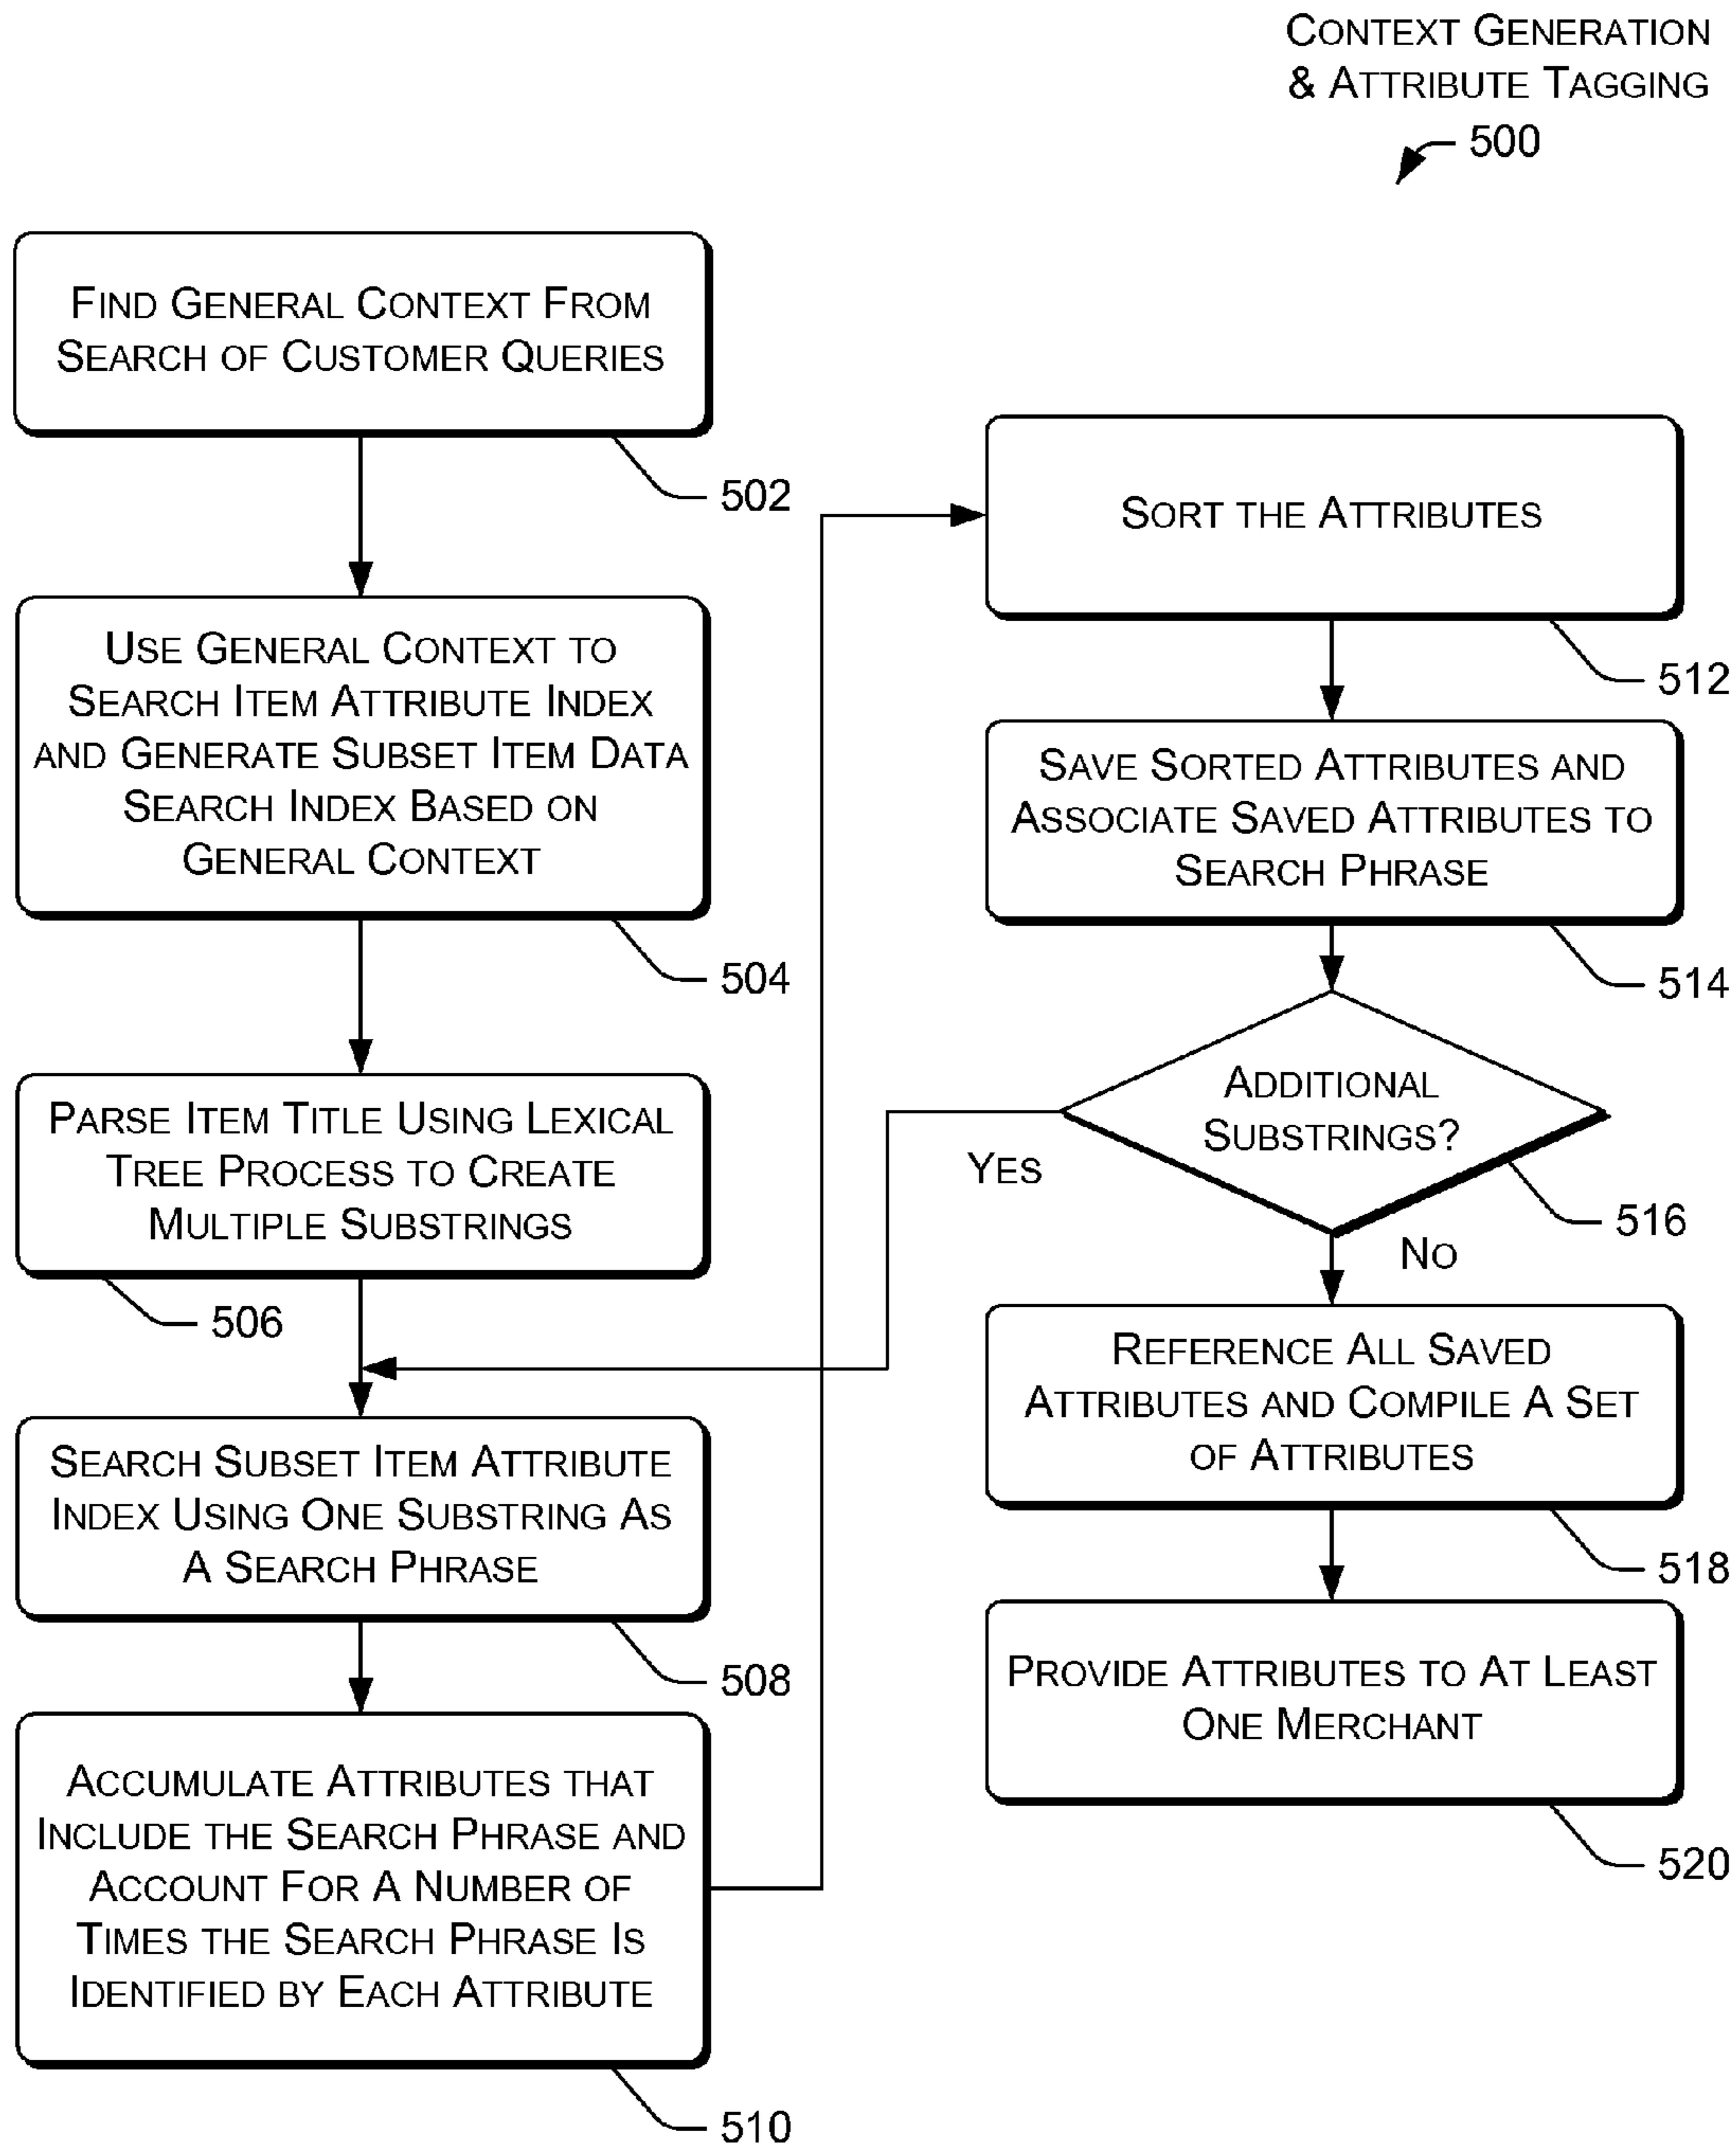 CONTEXT GENERATION
& ATTRIBUTE TAGGING
500
FIND GENERAL CONTEXT FROM
SEARCH OF CUSTOMER QUERIES
502
USE GENERAL CONTEXT TO
SEARCH ITEM ATTRIBUTE INDEX
AND GENERATE SUBSET ITEM DATA
SEARCH INDEX BASED ON
GENERAL CONTEXT
504
PARSE ITEM TITLE USING LEXICAL
TREE PROCESS TO CREATE
MULTIPLE SUBSTRINGS
506
SEARCH SUBSET ITEM ATTRIBUTE
INDEX USING ONE SUBSTRING AS
A SEARCH PHRASE
508
ACCUMULATE ATTRIBUTES THAT
INCLUDE THE SEARCH PHRASE AND
ACCOUNT FOR A NUMBER OF
TIMES THE SEARCH PHRASE IS
IDENTIFIED BY EACH ATTRIBUTE
510
SORT THE ATTRIBUTES
512
SAVE SORTED ATTRIBUTES AND
ASSOCIATE SAVED ATTRIBUTES TO
SEARCH PHRASE
514
ADDITIONAL
SUBSTRINGS?
516
YES
NO
REFERENCE ALL SAVED
ATTRIBUTES AND COMPILE A SET
OF ATTRIBUTES
518
PROVIDE ATTRIBUTES TO AT LEAST
ONE MERCHANT
520